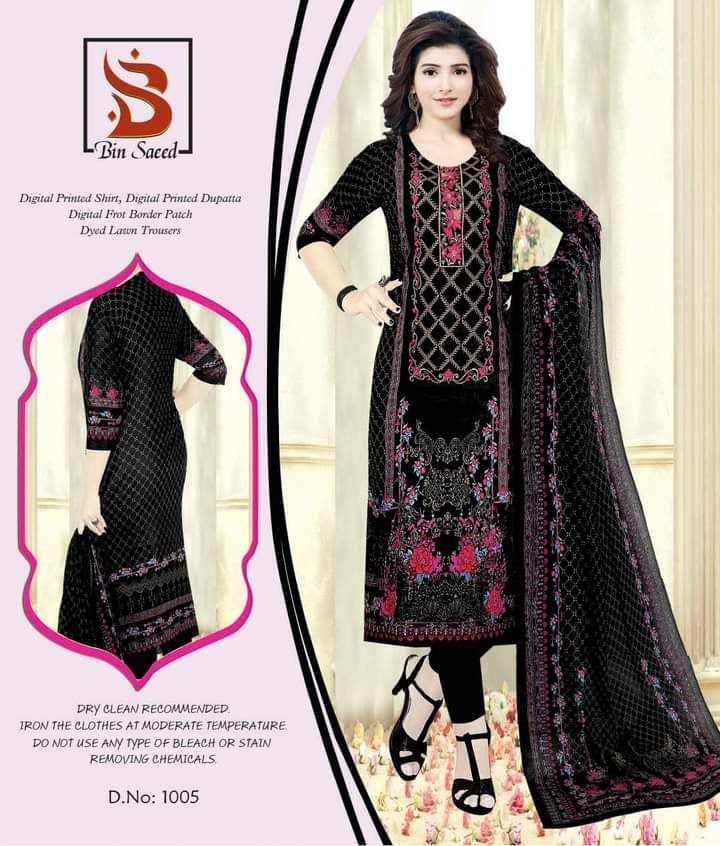 Bin Saeed
Digital Printed Shirt, Digital Printed Dupatta
Digital Frot Border Patch
Dyed Lawn Trousers
DRY CLEAN RECOMMENDED.
IRON THE CLOTHES AT MODERATE TEMPERATURE.
DO NOT USE ANY TYPE OF BLEACH OR STAIN
REMOVING CHEMICALS.
D.No: 1005